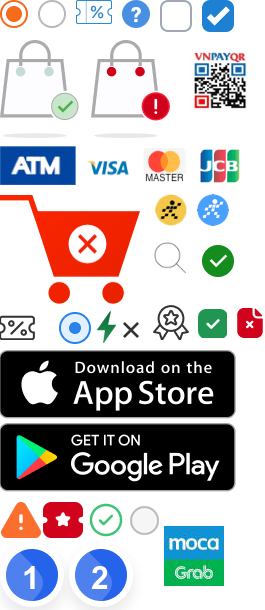 %
?
VNPAYQR
!
ATM
VISA
MASTER
JCB
%
Download on the
App Store
GET IT ON
Google Play
!
moca
Grab
1
2